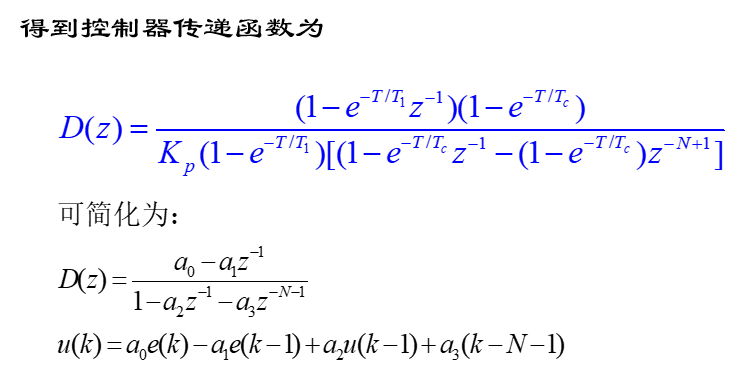 得到控制器传递函数为
D(z) = \frac{(1-e^{-T/T_1}z^{-1})(1-e^{-T/T_c})}{K_p(1-e^{-T/T_1})[(1-e^{-T/T_c}z^{-1}-(1-e^{-T/T_c})z^{-N+1}]}
可简化为:
D(z) = \frac{a_0-a_1z^{-1}}{1-a_2z^{-1}-a_3z^{-N-1}}
u(k) = a_0e(k)-a_1e(k-1)+a_2u(k-1)+a_3(k-N-1)